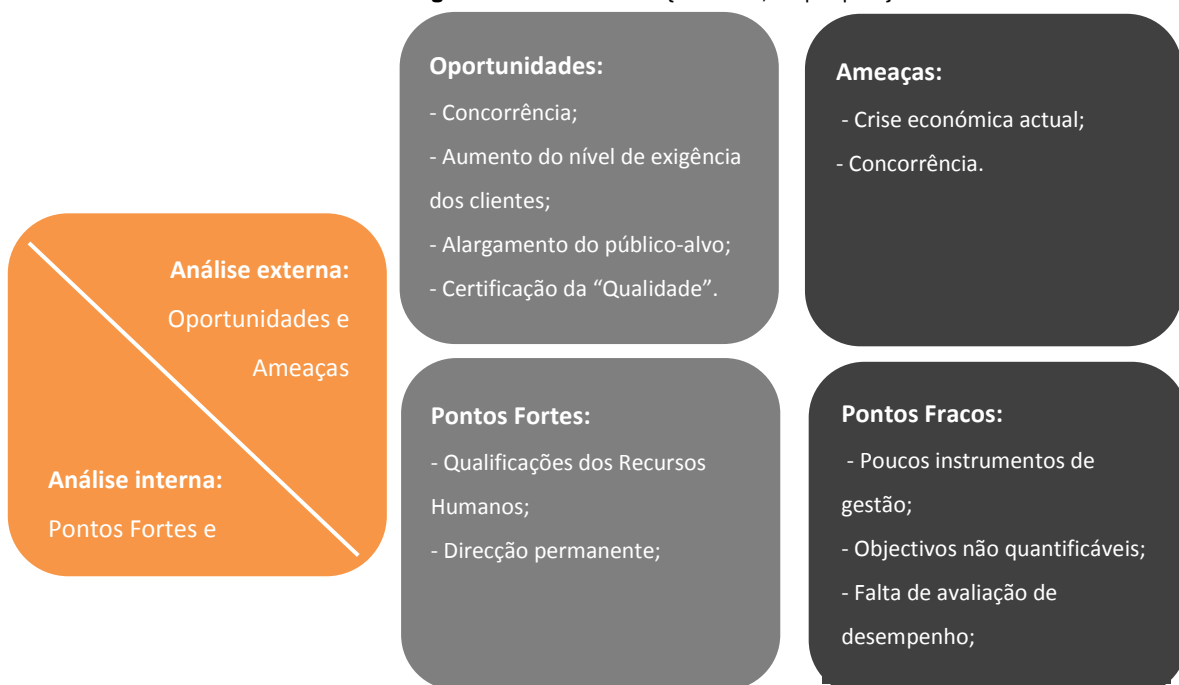 Oportunidades:
- Concorrência;
- Aumento do nível de exigência
dos clientes;
- Alargamento do público-alvo;
- Certificação da “Qualidade”.
Ameaças:
- Crise económica actual;
- Concorrência.
Análise externa:
Oportunidades e
Ameaças
Análise interna:
Pontos Fortes e
Pontos Fortes:
- Qualificações dos Recursos
Humanos;
- Direcção permanente;
Pontos Fracos:
- Poucos instrumentos de
gestão;
- Objectivos não quantificáveis;
- Falta de avaliação de
desempenho;